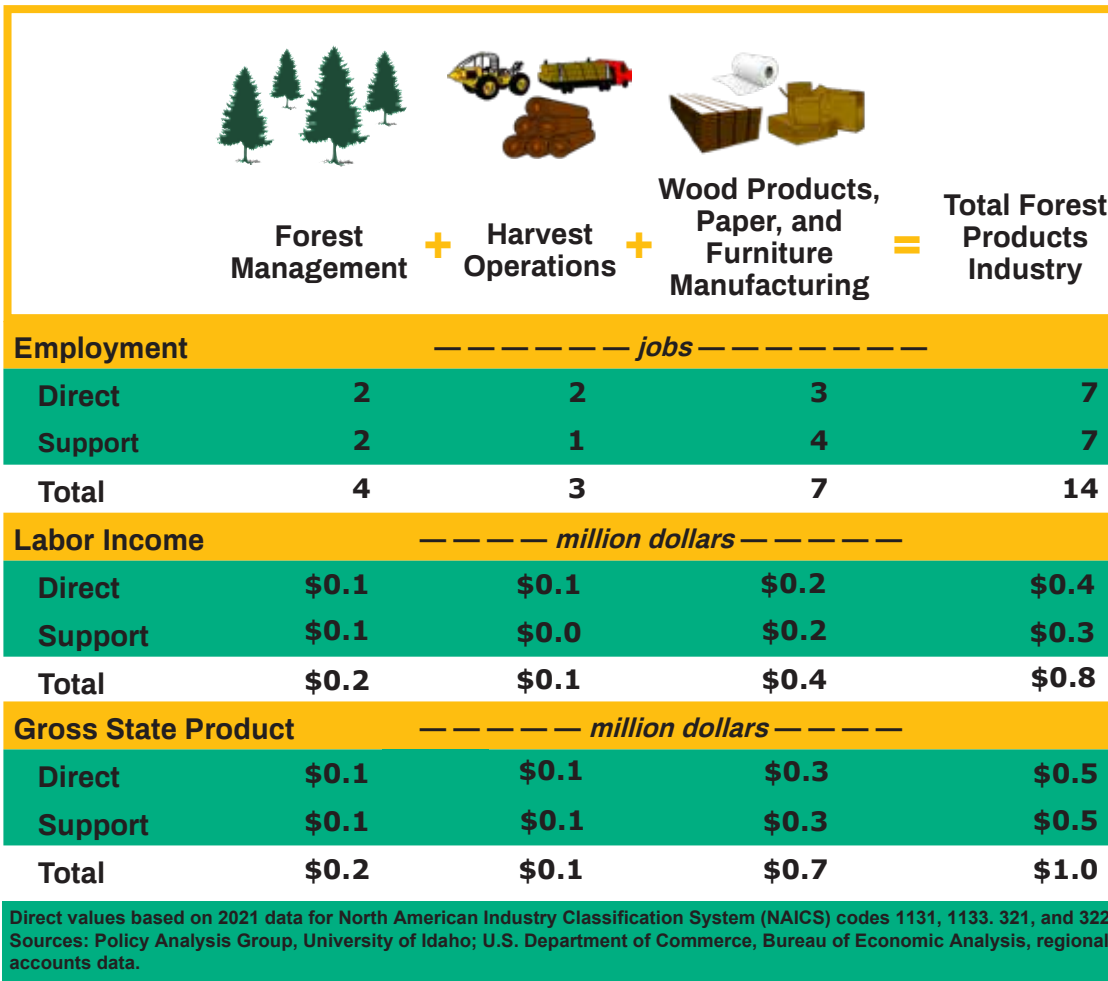 Forest
Management
+
Harvest
Operations
+
Wood Products,
Paper, and
Furniture
Manufacturing
=
Total Forest
Products
Industry
Employment — — — — — — jobs — — — — — — —
Direct 2 2 3 7
Support 2 1 4 7
Total 4 3 7 14
Labor Income — — — — million dollars — — — — —
Direct $0.1 $0.1 $0.2 $0.4
Support $0.1 $0.0 $0.2 $0.3
Total $0.2 $0.1 $0.4 $0.8
Gross State Product — — — — — million dollars — — — —
Direct $0.1 $0.1 $0.3 $0.5
Support $0.1 $0.1 $0.3 $0.5
Total $0.2 $0.1 $0.7 $1.0
Direct values based on 2021 data for North American Industry Classification System (NAICS) codes 1131, 1133. 321, and 322
Sources: Policy Analysis Group, University of Idaho; U.S. Department of Commerce, Bureau of Economic Analysis, regional
accounts data.